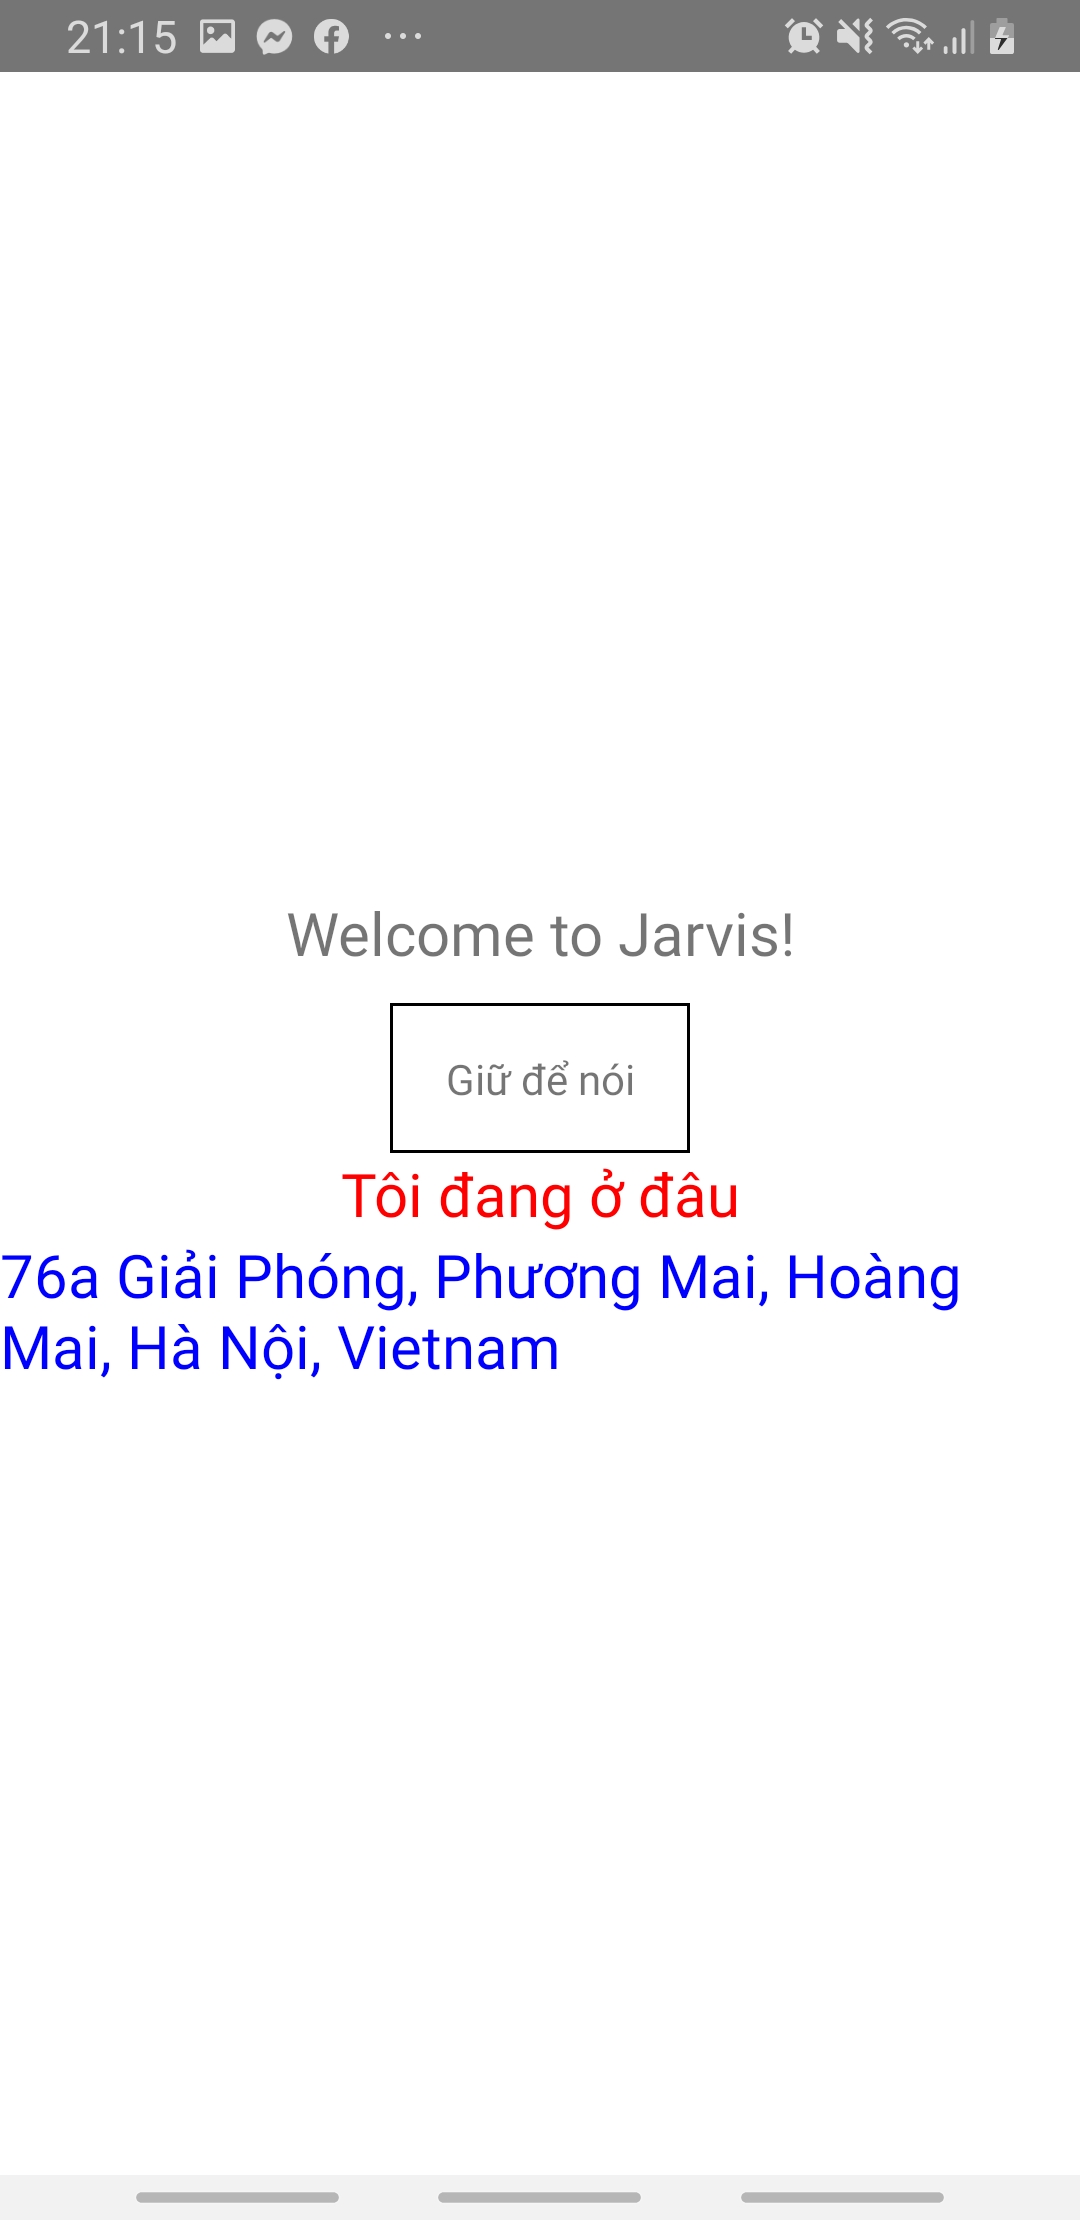 21:15
Welcome to Jarvis!
Giữ để nói
Tôi đang ở đâu
76a Giải Phóng, Phương Mai, Hoàng
Mai, Hà Nội, Vietnam